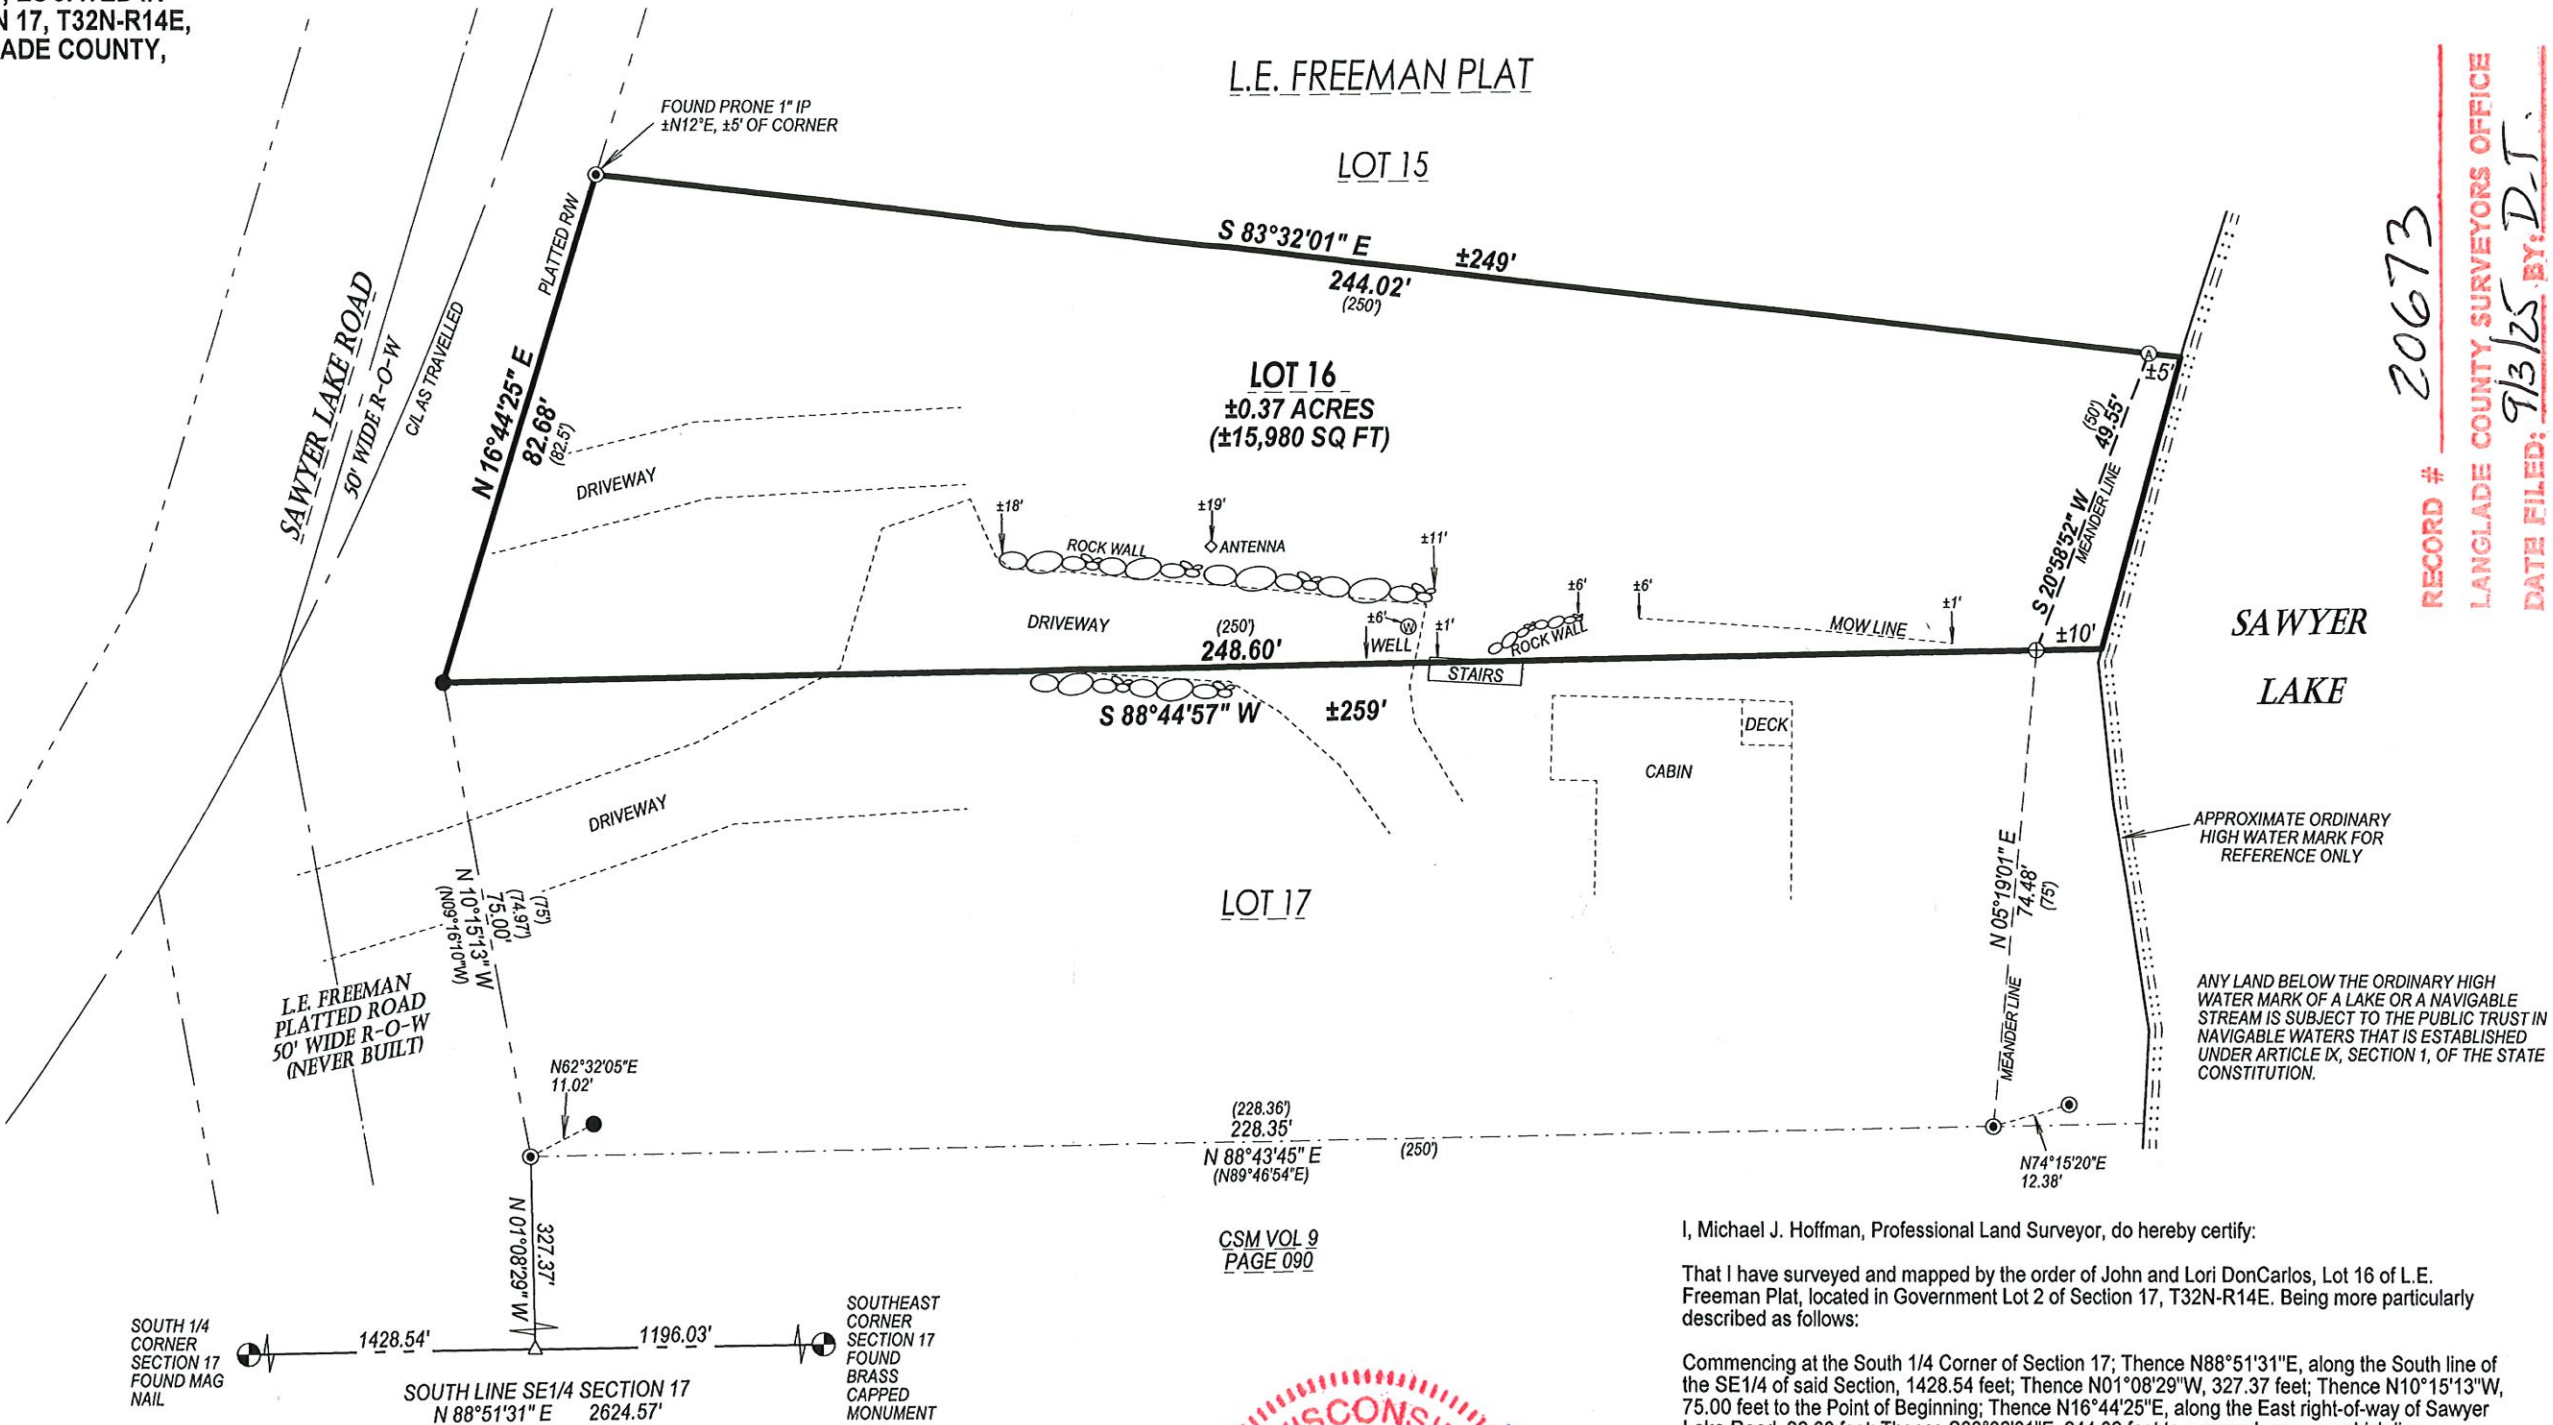 , LOCATED IN
N 17, T32N-R14E,
ADE COUNTY,
L.E. FREEMAN PLAT
LOT 15
FOUND PRONE 1" IP
±N12°E, ±5' OF CORNER
PLATTED R/W
S 83°32'01" E
±249'
244.02'
(250')
SAWYER LAKE ROAD
50' WIDE R-O-W
C/L AS TRAVELLED
N 16°44'25" E
82.68'
(82.5')
LOT 16
±0.37 ACRES
(±15,980 SQ FT)
A
±5'
(50')
49.55'
S 20°58'52" W
MEANDER LINE
DRIVEWAY
±18'
ROCK WALL
±19'
ANTENNA
±11'
DRIVEWAY
(250')
248.60'
±6'
W
WELL
±1'
±6'
ROCK WALL
±6'
MOW LINE
±1'
±10'
STAIRS
S 88°44'57" W
±259'
SAWYER
LAKE
RECORD # 20673
LANGLADE COUNTY SURVEYORS OFFICE
DATE FILED: 9/3/25 BY: D.T.
DECK
CABIN
DRIVEWAY
APPROXIMATE ORDINARY
HIGH WATER MARK FOR
REFERENCE ONLY
LOT 17
(75')
(74.97')
75.00'
N 10°15'13" W
(N09°16'10"W)
N 05°19'01" E
74.48'
(75')
MEANDER LINE
L.E. FREEMAN
PLATTED ROAD
50' WIDE R-O-W
(NEVER BUILT)
ANY LAND BELOW THE ORDINARY HIGH
WATER MARK OF A LAKE OR A NAVIGABLE
STREAM IS SUBJECT TO THE PUBLIC TRUST IN
NAVIGABLE WATERS THAT IS ESTABLISHED
UNDER ARTICLE IX, SECTION 1, OF THE STATE
CONSTITUTION.
N62°32'05"E
11.02'
(228.36')
228.35'
N 88°43'45" E
(N89°46'54"E)
(250')
N74°15'20"E
12.38'
327.37'
N 01°08'29" W
CSM VOL 9
PAGE 090
SOUTH 1/4
CORNER
SECTION 17
FOUND MAG
NAIL
1428.54'
1196.03'
SOUTHEAST
CORNER
SECTION 17
FOUND
BRASS
CAPPED
MONUMENT
SOUTH LINE SE1/4 SECTION 17
N 88°51'31" E 2624.57'
ISCONS
I, Michael J. Hoffman, Professional Land Surveyor, do hereby certify:
That I have surveyed and mapped by the order of John and Lori DonCarlos, Lot 16 of L.E.
Freeman Plat, located in Government Lot 2 of Section 17, T32N-R14E. Being more particularly
described as follows:
Commencing at the South 1/4 Corner of Section 17; Thence N88°51'31"E, along the South line of
the SE1/4 of said Section, 1428.54 feet; Thence N01°08'29"W, 327.37 feet; Thence N10°15'13"W,
75.00 feet to the Point of Beginning; Thence N16°44'25"E, along the East right-of-way of Sawyer